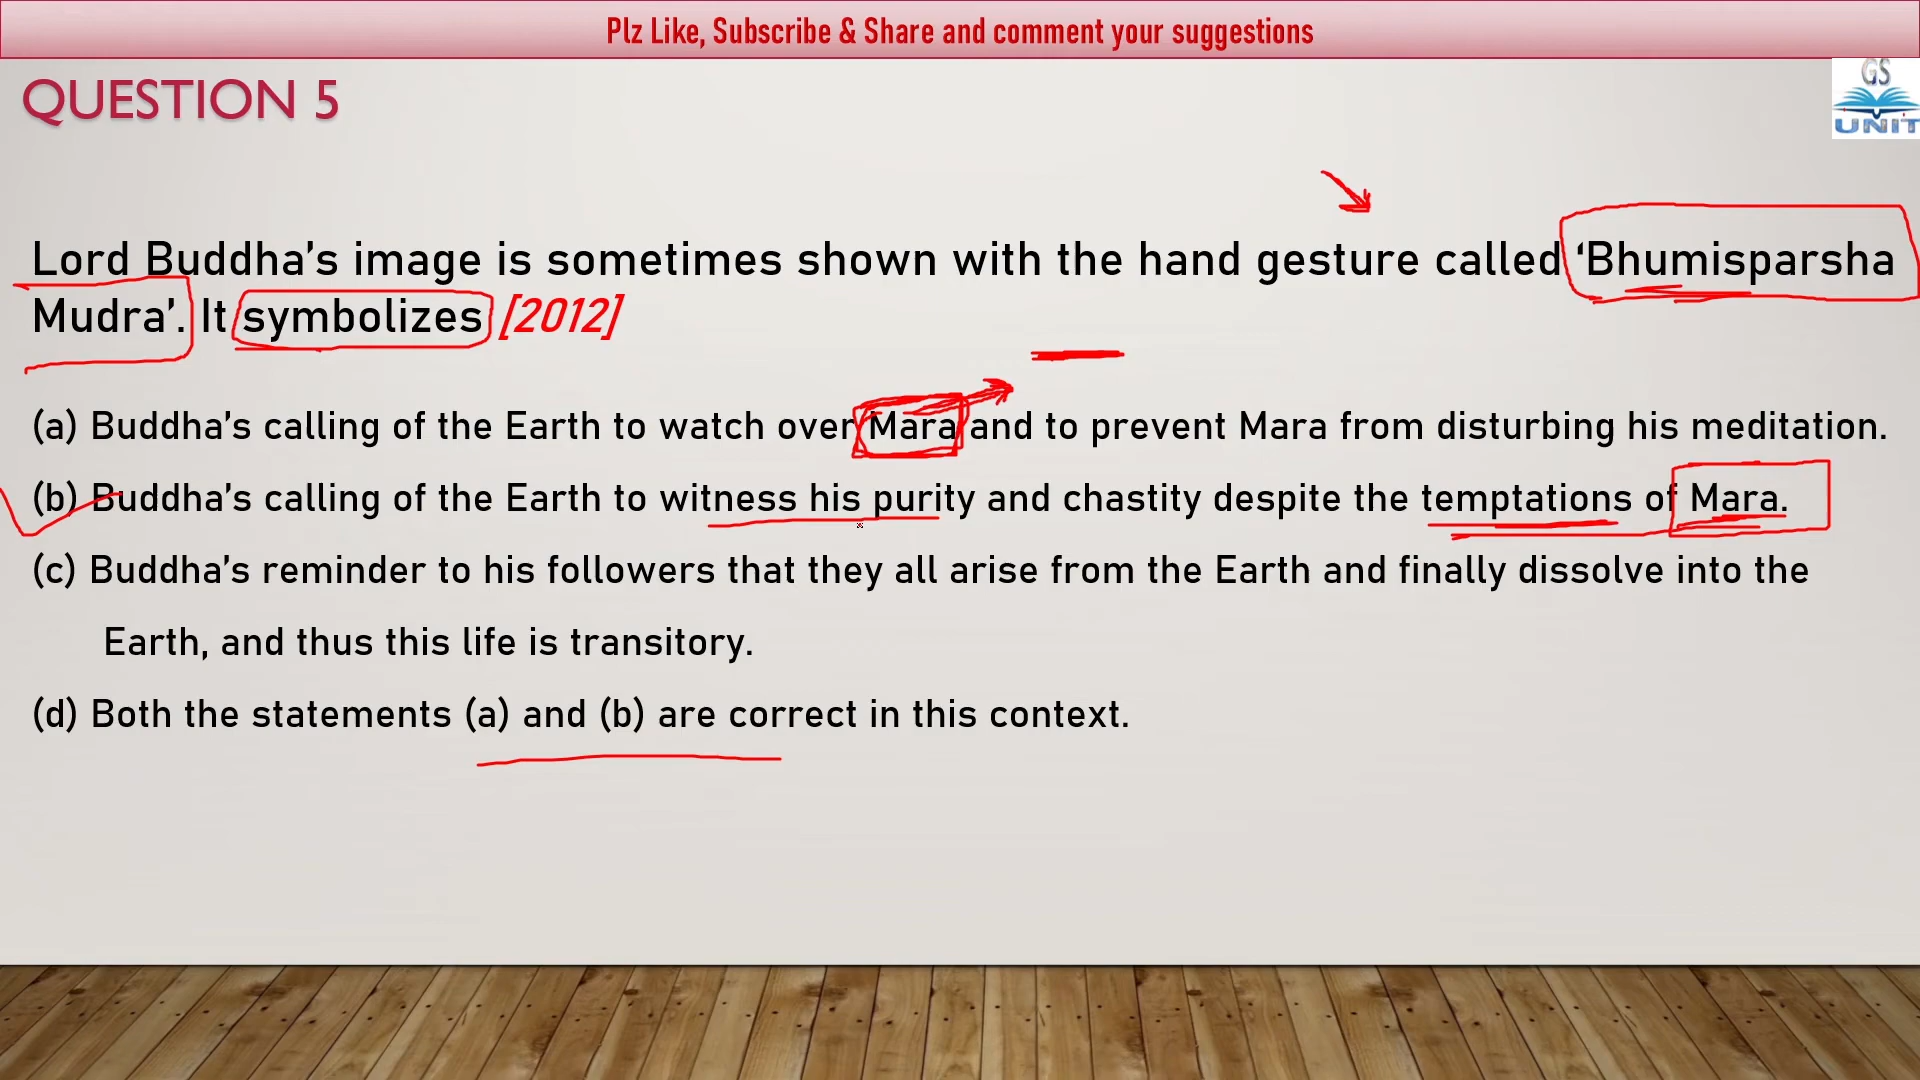 Plz Like, Subscribe & Share and comment your suggestions
QUESTION 5
GS
UNIT
Lord Buddha’s image is sometimes shown with the hand gesture called ‘Bhumisparsha
Mudra’. It symbolizes [2012]
(a) Buddha’s calling of the Earth to watch over Mara and to prevent Mara from disturbing his meditation.
(b) Buddha’s calling of the Earth to witness his purity and chastity despite the temptations of Mara.
(c) Buddha’s reminder to his followers that they all arise from the Earth and finally dissolve into the
Earth, and thus this life is transitory.
(d) Both the statements (a) and (b) are correct in this context.